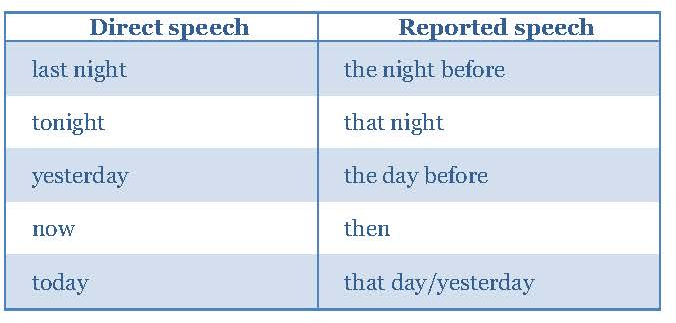 Direct speech Reported speech
last night the night before
tonight that night
yesterday the day before
now then
today that day/yesterday